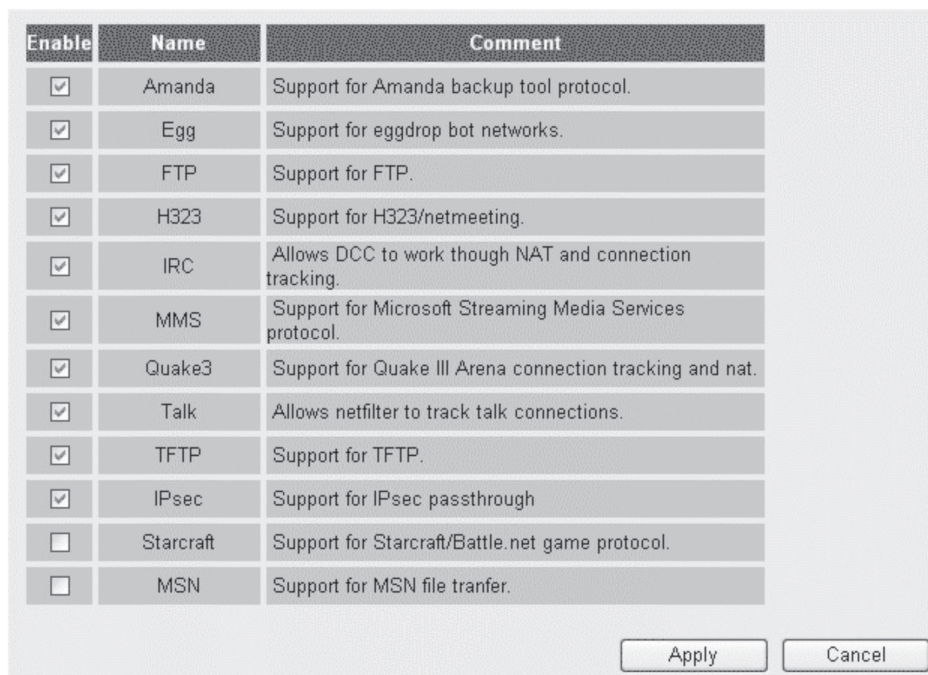 Enable Name Comment
Amanda Support for Amanda backup tool protocol.
Egg Support for eggdrop bot networks.
FTP Support for FTP.
H323 Support for H323/netmeeting.
IRC Allows DCC to work though NAT and connection
tracking.
MMS Support for Microsoft Streaming Media Services
protocol.
Quake3 Support for Quake III Arena connection tracking and nat.
Talk Allows netfilter to track talk connections.
TFTP Support for TFTP.
IPsec Support for IPsec passthrough
Starcraft Support for Starcraft/Battle.net game protocol.
MSN Support for MSN file tranfer.
Apply Cancel